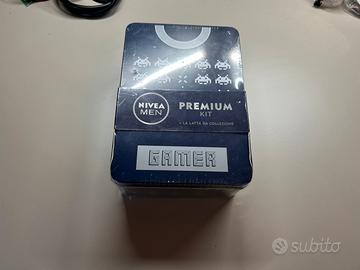 NIVEA
MEN
PREMIUM
KIT
+ LA LATTA DA COLLEZIONE
GAMER
subito